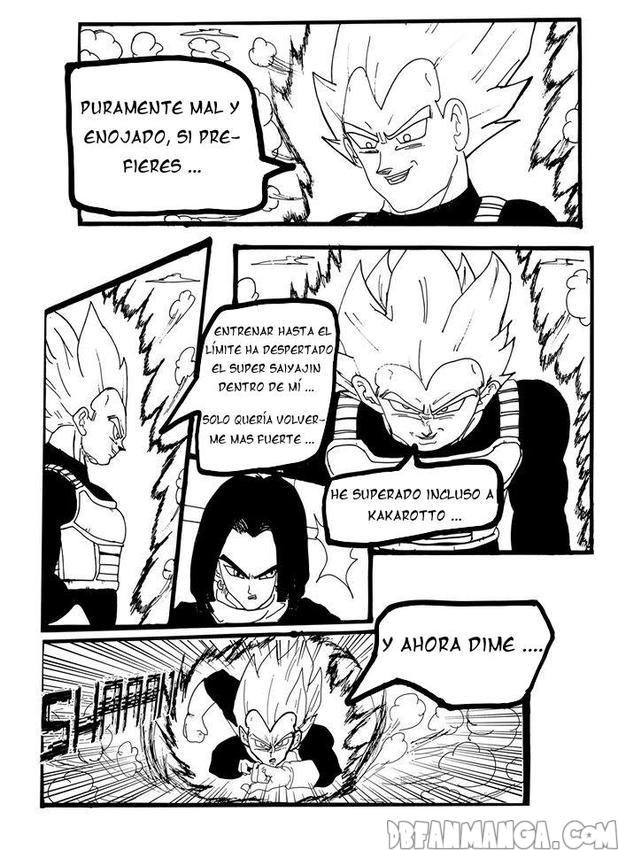 PURAMENTE MAL Y
ENOJADO, SI PRE-
FIERES ...
ENTRENAR HASTA EL
LÍMITE HA DESPERTADO
EL SUPER SAIYAJIN
DENTRO DE MÍ ...
SOLO QUERÍA VOLVER-
ME MAS FUERTE ...
HE SUPERADO INCLUSO A
KAKAROTTO ...
Y AHORA DIME ....
DBFANMANGA.COM